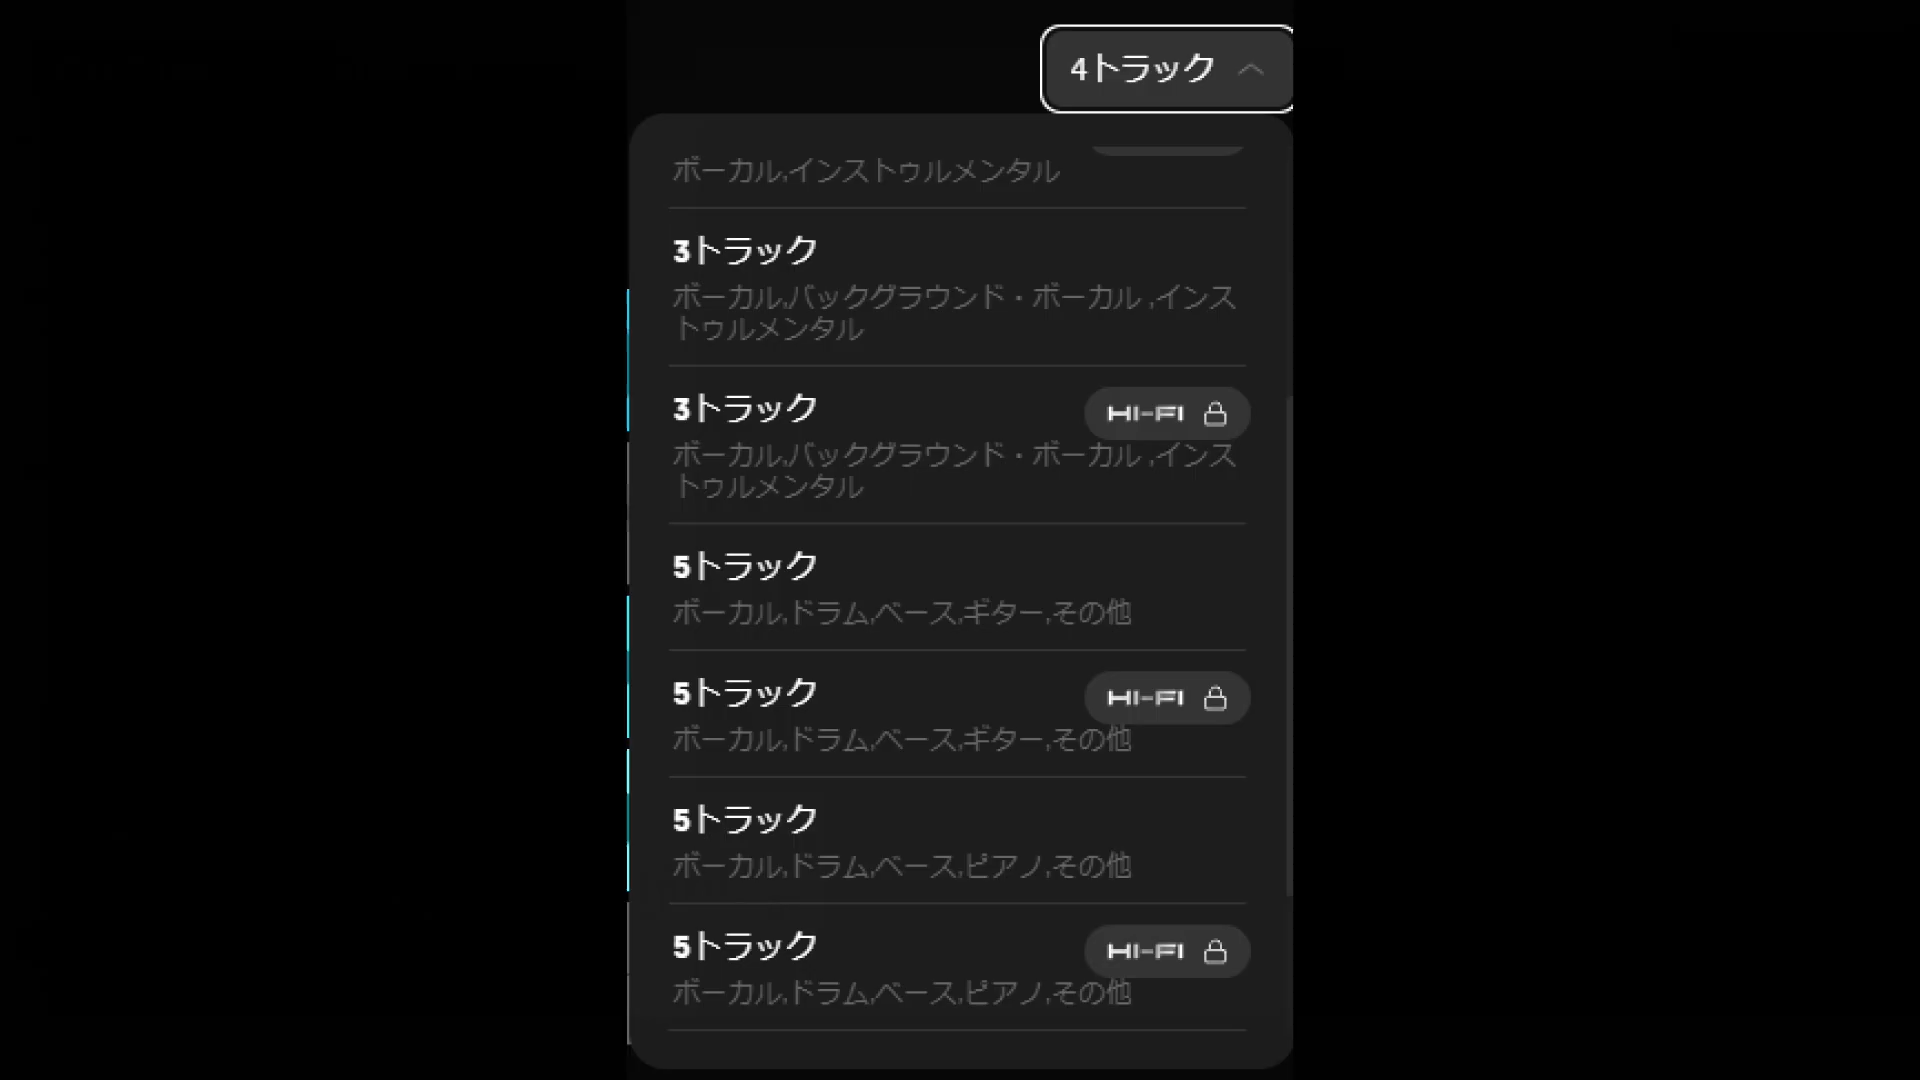 4トラック
ボーカル,インストゥルメンタル
3トラック
ボーカル,バックグラウンド・ボーカル ,インス
トゥルメンタル
3トラック
HI-FI
ボーカル,バックグラウンド・ボーカル ,インス
トゥルメンタル
5トラック
ボーカル,ドラム,ベース,ギター,その他
5トラック
HI-FI
ボーカル,ドラム,ベース,ギター,その他
5トラック
ボーカル,ドラム,ベース,ピアノ,その他
5トラック
HI-FI
ボーカル,ドラム,ベース,ピアノ,その他